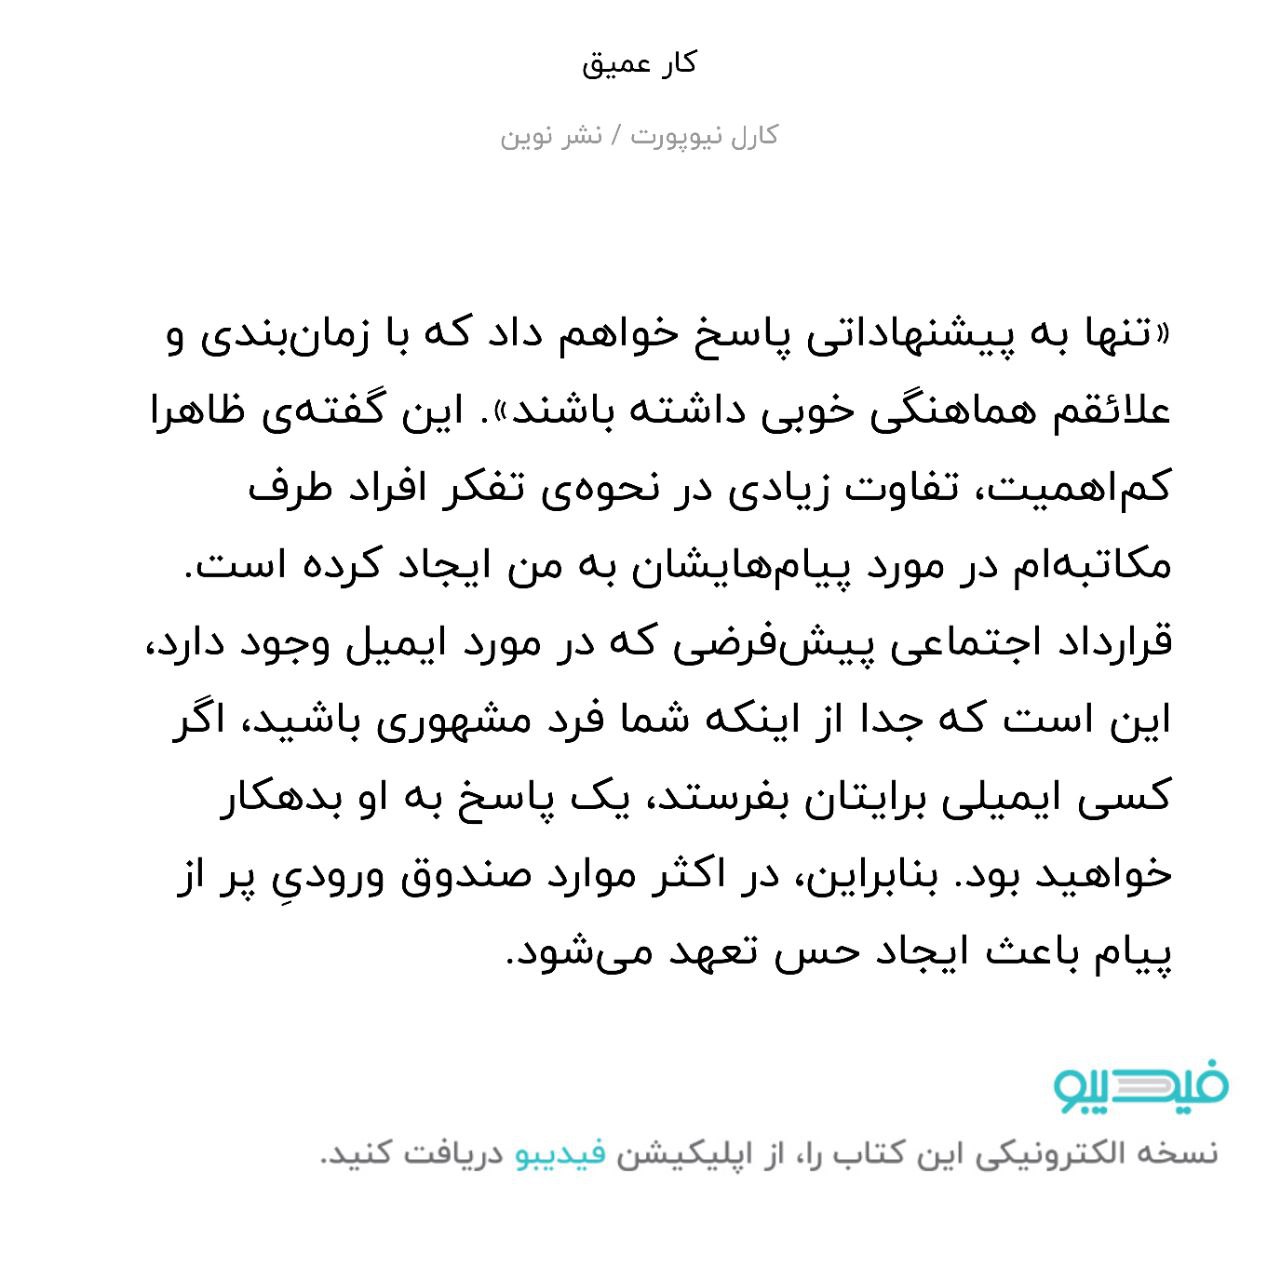 کار عمیق
کارل نیوپورت / نشر نوین
«تنها به پیشنهاداتی پاسخ خواهم داد که با زمان‌بندی و
علائقم هماهنگی خوبی داشته باشند». این گفته‌ی ظاهرا
کم‌اهمیت، تفاوت زیادی در نحوه‌ی تفکر افراد طرف
مکاتبه‌ام در مورد پیام‌هایشان به من ایجاد کرده است.
قرارداد اجتماعی پیش‌فرضی که در مورد ایمیل وجود دارد،
این است که جدا از اینکه شما فرد مشهوری باشید، اگر
کسی ایمیلی برایتان بفرستد، یک پاسخ به او بدهکار
خواهید بود. بنابراین، در اکثر موارد صندوق ورودیِ پر از
پیام باعث ایجاد حس تعهد می‌شود.
فیدیبو
نسخه الکترونیکی این کتاب را، از اپلیکیشن فیدیبو دریافت کنید.